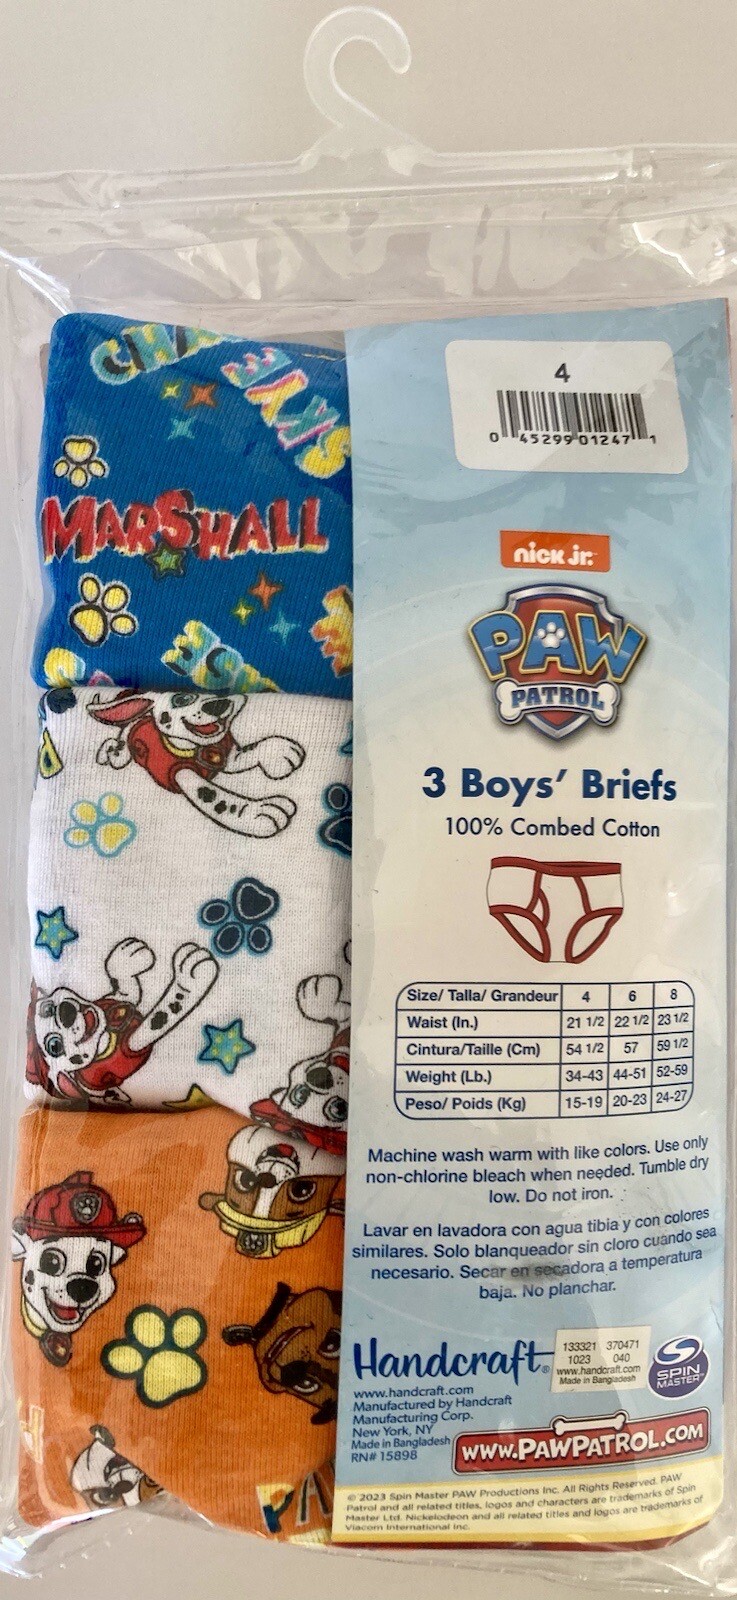 CHA
SKYE
MARSHALL
4
0 45299 01247 1
nick jr.
PAW
PATROL
3 Boys’ Briefs
100% Combed Cotton
Size/ Talla/ Grandeur 4 6 8
Waist (In.) 21 1/2 22 1/2 23 1/2
Cintura/Taille (Cm) 54 1/2 57 59 1/2
Weight (Lb.) 34-43 44-51 52-59
Peso/ Poids (Kg) 15-19 20-23 24-27
Machine wash warm with like colors. Use only
non-chlorine bleach when needed. Tumble dry
low. Do not iron.
Lavar en lavadora con agua tibia y con colores
similares. Solo blanqueador sin cloro cuando sea
necesario. Secar en secadora a temperatura
baja. No planchar.
Handcraft®
www.handcraft.com
Manufactured by Handcraft
Manufacturing Corp.
New York, NY
Made in Bangladesh
RN# 15898
133321 370471
1023 040
www.handcraft.com
Made in Bangladesh
SPIN
MASTER™
www.PawPatrol.com
© 2023 Spin Master PAW Productions Inc. All Rights Reserved. PAW
Patrol and all related titles, logos and characters are trademarks of Spin
Master Ltd. Nickelodeon and all related titles and logos are trademarks of
Viacom International Inc.
PA